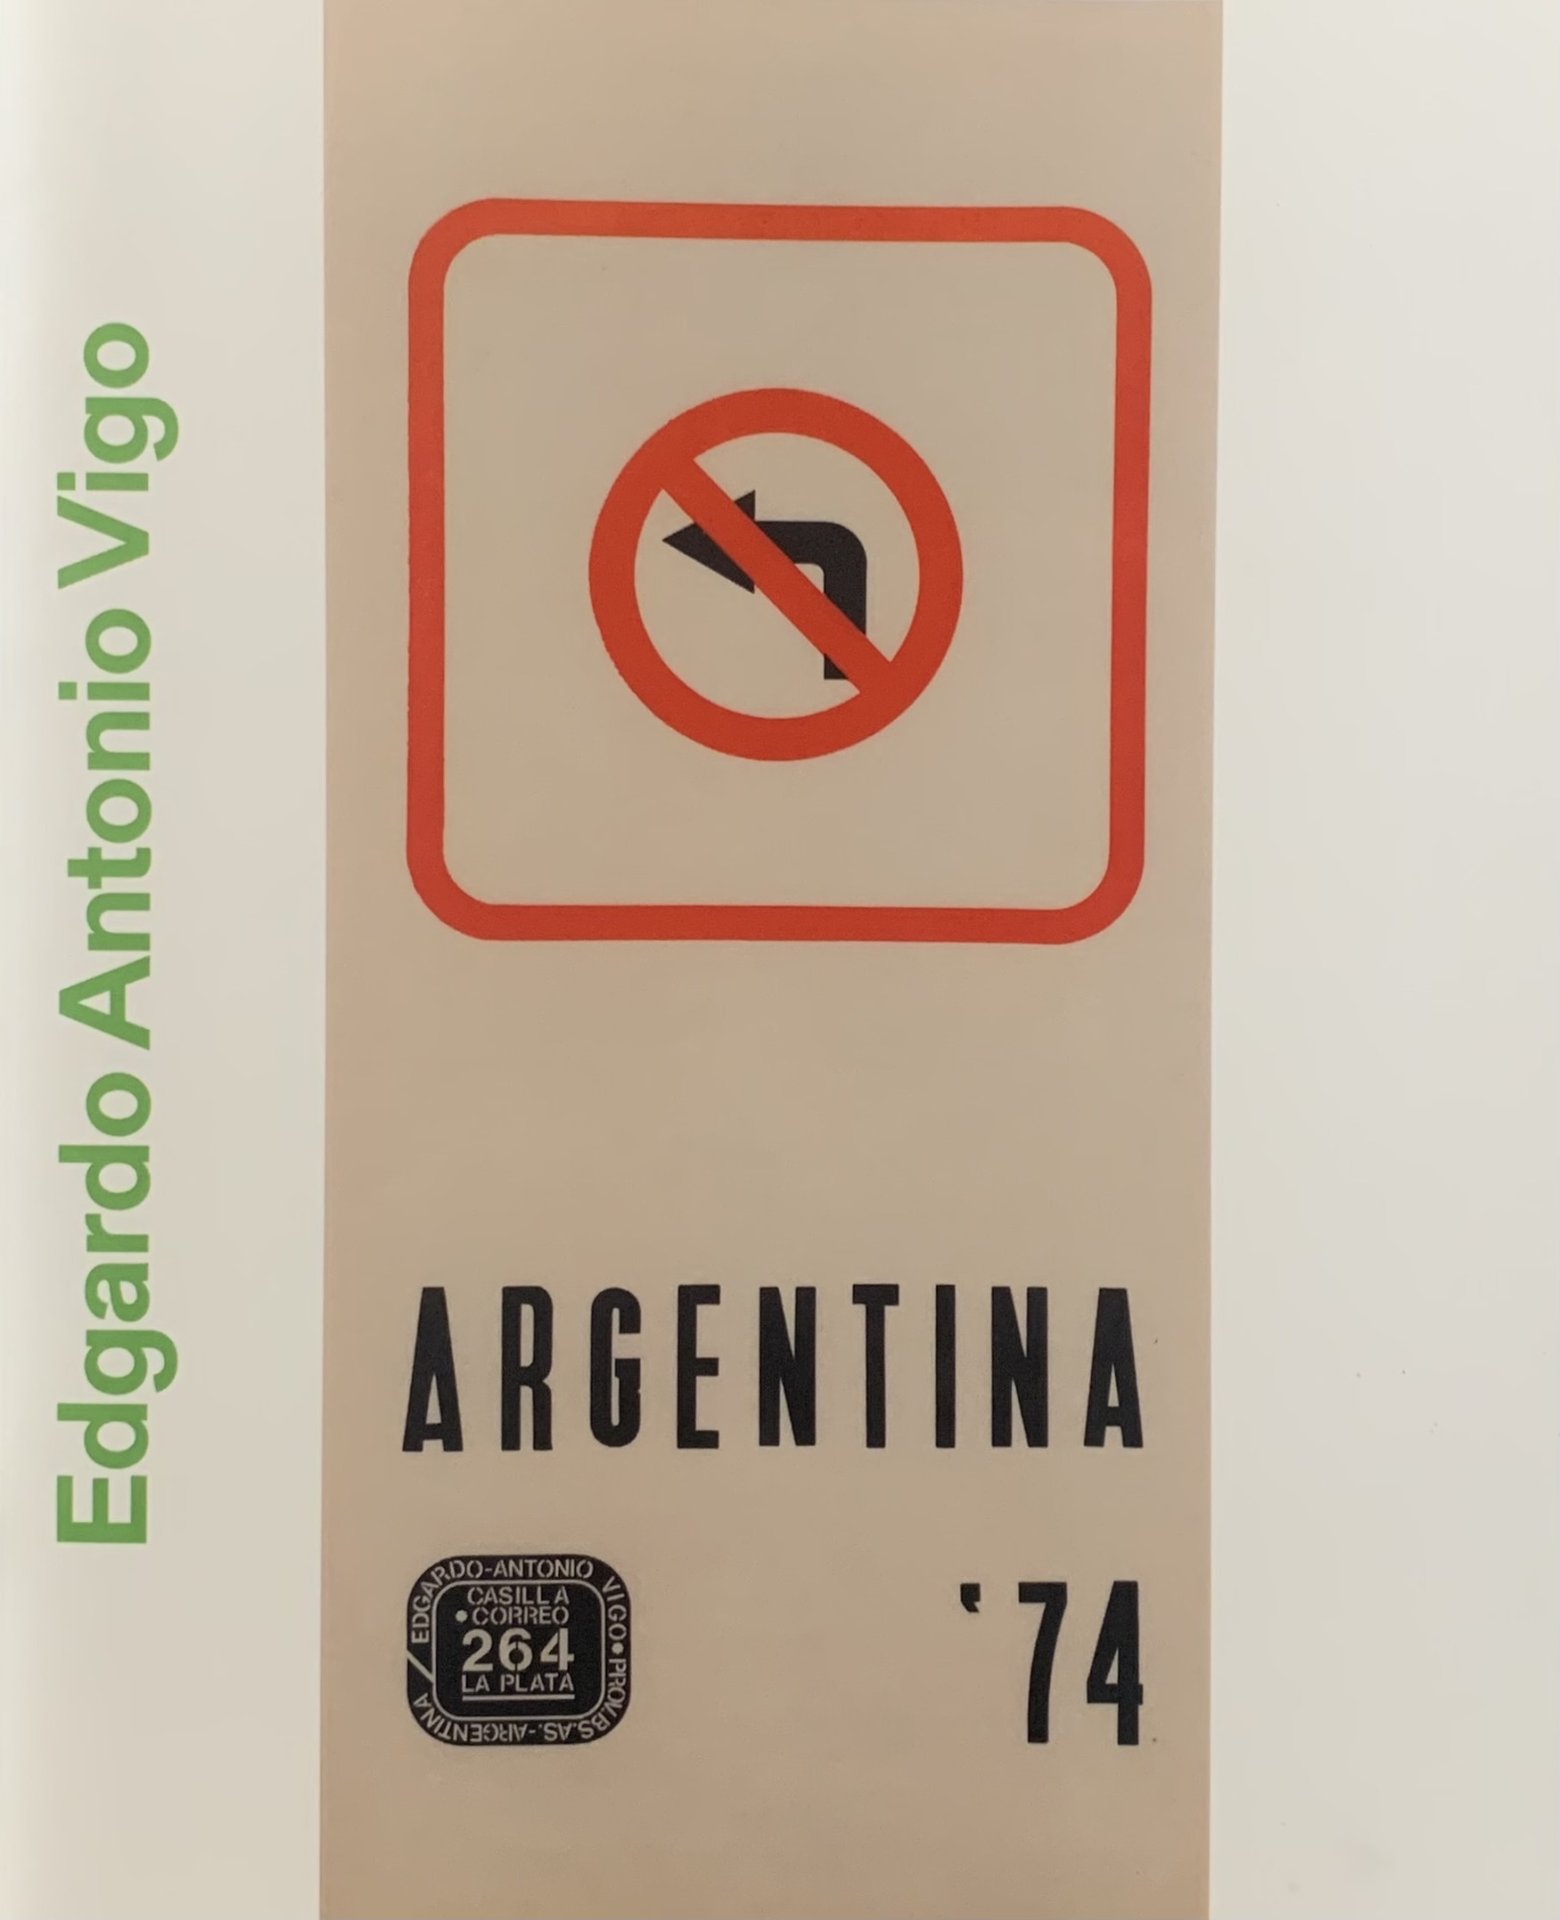 Edgardo Antonio Vigo
ARGENTINA
'74
EDGARDO-ANTONIO VIGO • PROV.BS.AS.-ARGENTINA /
CASILLA
• CORREO
264
LA PLATA